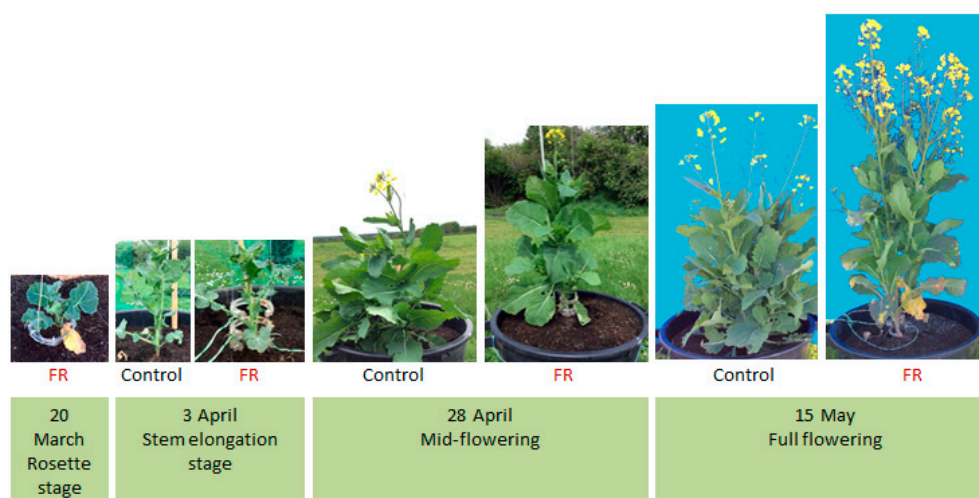 FR
Control
FR
Control
FR
Control
FR
20
March
Rosette
stage
3 April
Stem elongation
stage
28 April
Mid-flowering
15 May
Full flowering